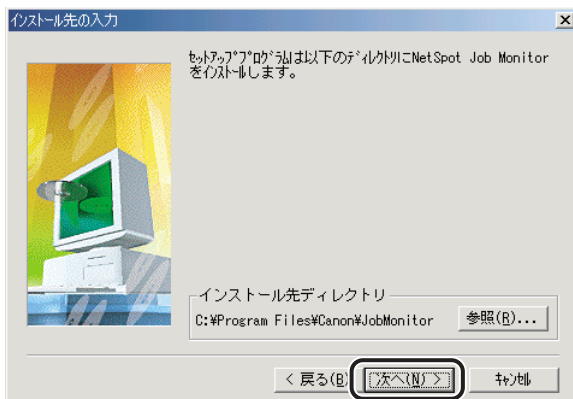 インストール先の入力
ｾｯﾄｱｯﾌﾟﾌﾟﾛｸﾞﾗﾑは以下のﾃﾞｨﾚｸﾄﾘにNetSpot Job Monitor
をｲﾝｽﾄｰﾙします。
インストール先ディレクトリ
C:¥Program Files¥Canon¥JobMonitor
参照(R)...
< 戻る(B)
次へ(N) >
ｷｬﾝｾﾙ